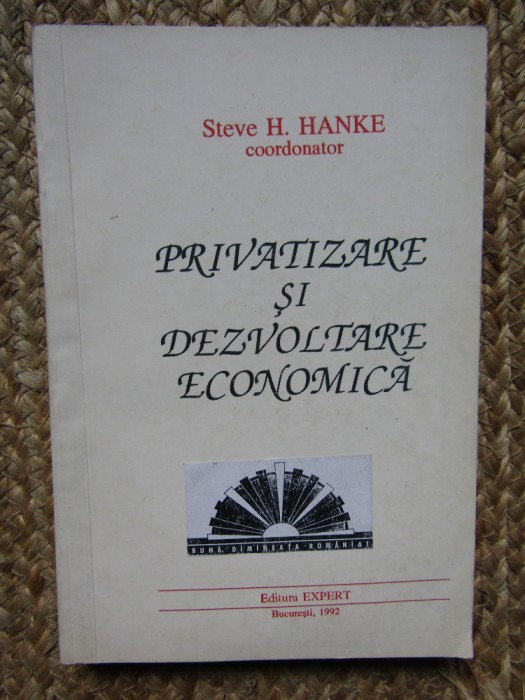 Steve H. HANKE
coordonator
PRIVATIZARE
ŞI
DEZVOLTARE
ECONOMICĂ
BUNĂ DIMINEAŢA ROMÂNIA!
Editura EXPERT
Bucureşti, 1992